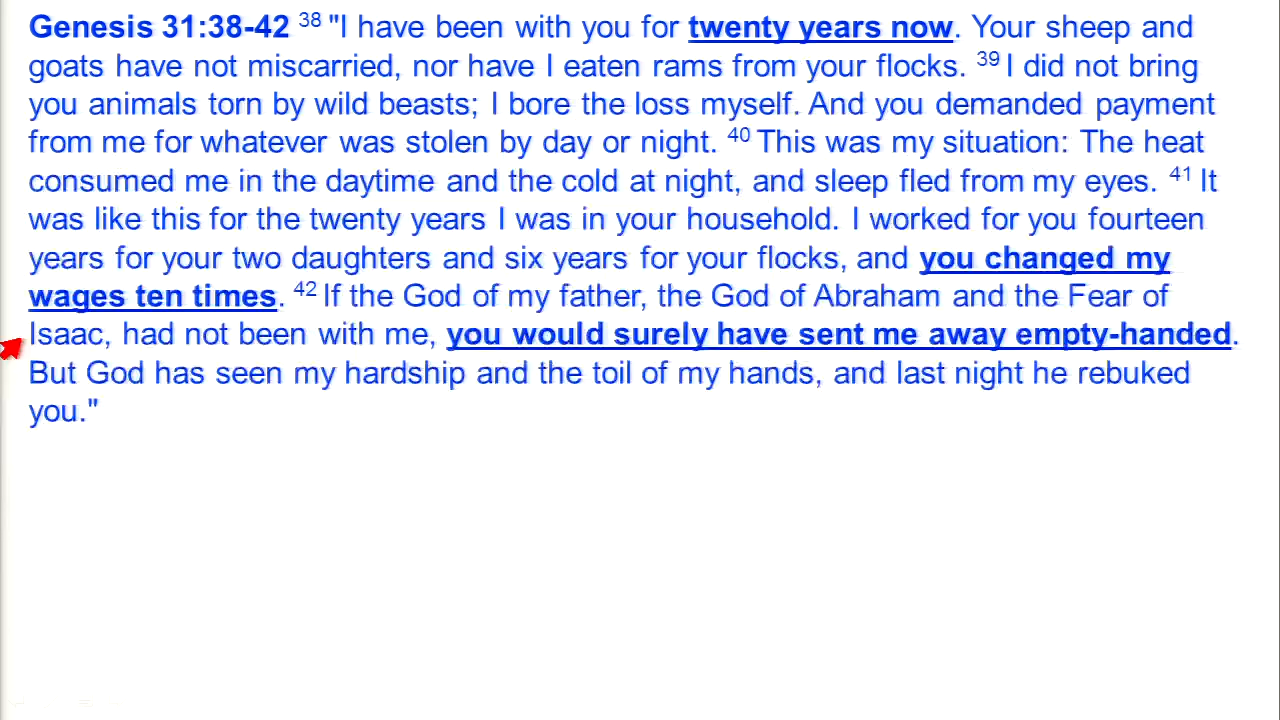 Genesis 31:38-42 38 "I have been with you for twenty years now. Your sheep and
goats have not miscarried, nor have I eaten rams from your flocks. 39 I did not bring
you animals torn by wild beasts; I bore the loss myself. And you demanded payment
from me for whatever was stolen by day or night. 40 This was my situation: The heat
consumed me in the daytime and the cold at night, and sleep fled from my eyes. 41 It
was like this for the twenty years I was in your household. I worked for you fourteen
years for your two daughters and six years for your flocks, and you changed my
wages ten times. 42 If the God of my father, the God of Abraham and the Fear of
Isaac, had not been with me, you would surely have sent me away empty-handed.
But God has seen my hardship and the toil of my hands, and last night he rebuked
you."